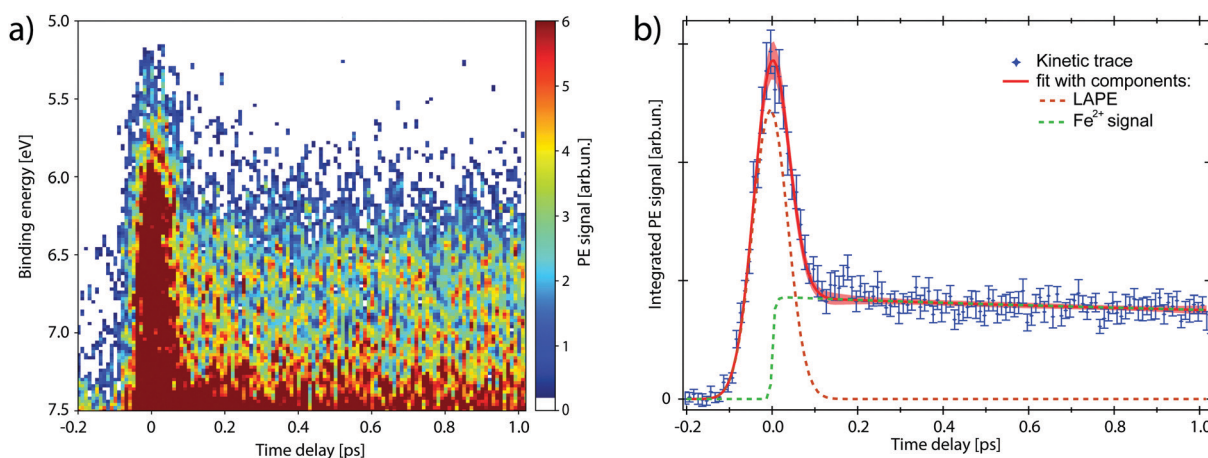 a)
5.0
5.5
6.0
6.5
7.0
7.5
Binding energy [eV]
-0.2
0
0.2
0.4
0.6
0.8
1.0
Time delay [ps]
6
5
4
3
2
1
0
PE signal [arb.un.]
b)
Integrated PE signal [arb.un.]
0
Kinetic trace
fit with components:
LAPE
Fe²⁺ signal
-0.2
0.0
0.2
0.4
0.6
0.8
1.0
Time delay [ps]